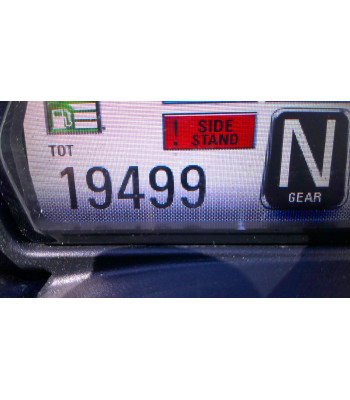 ! SIDE
STAND
TOT
19499
N
GEAR